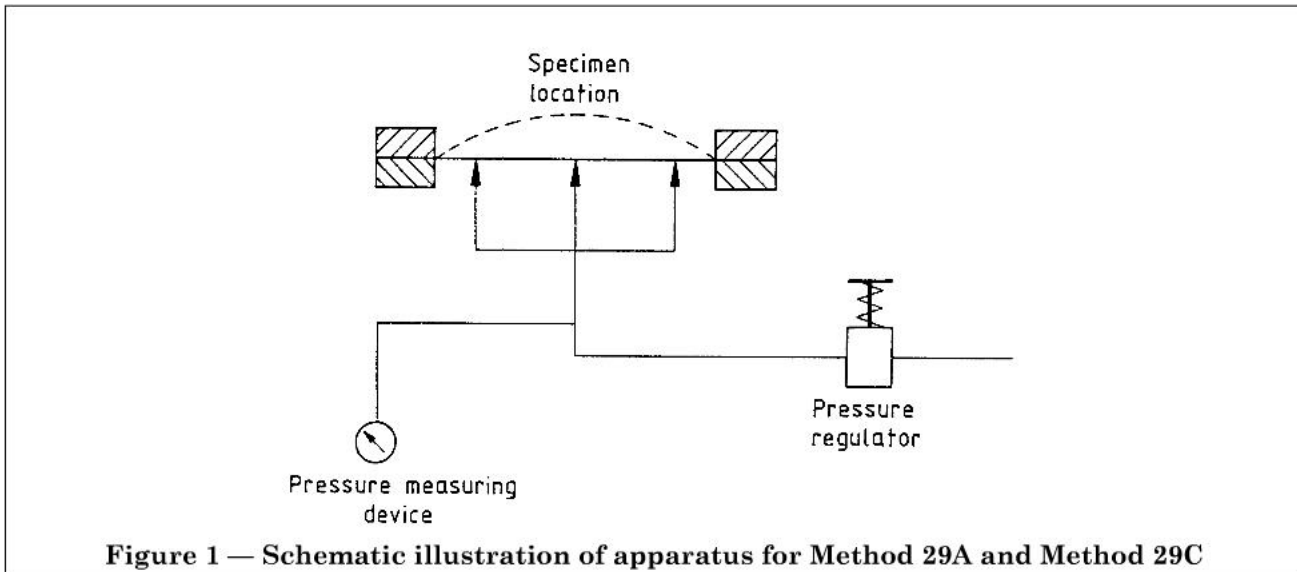 Specimen
location
Pressure
regulator
Pressure measuring
device
Figure 1 — Schematic illustration of apparatus for Method 29A and Method 29C